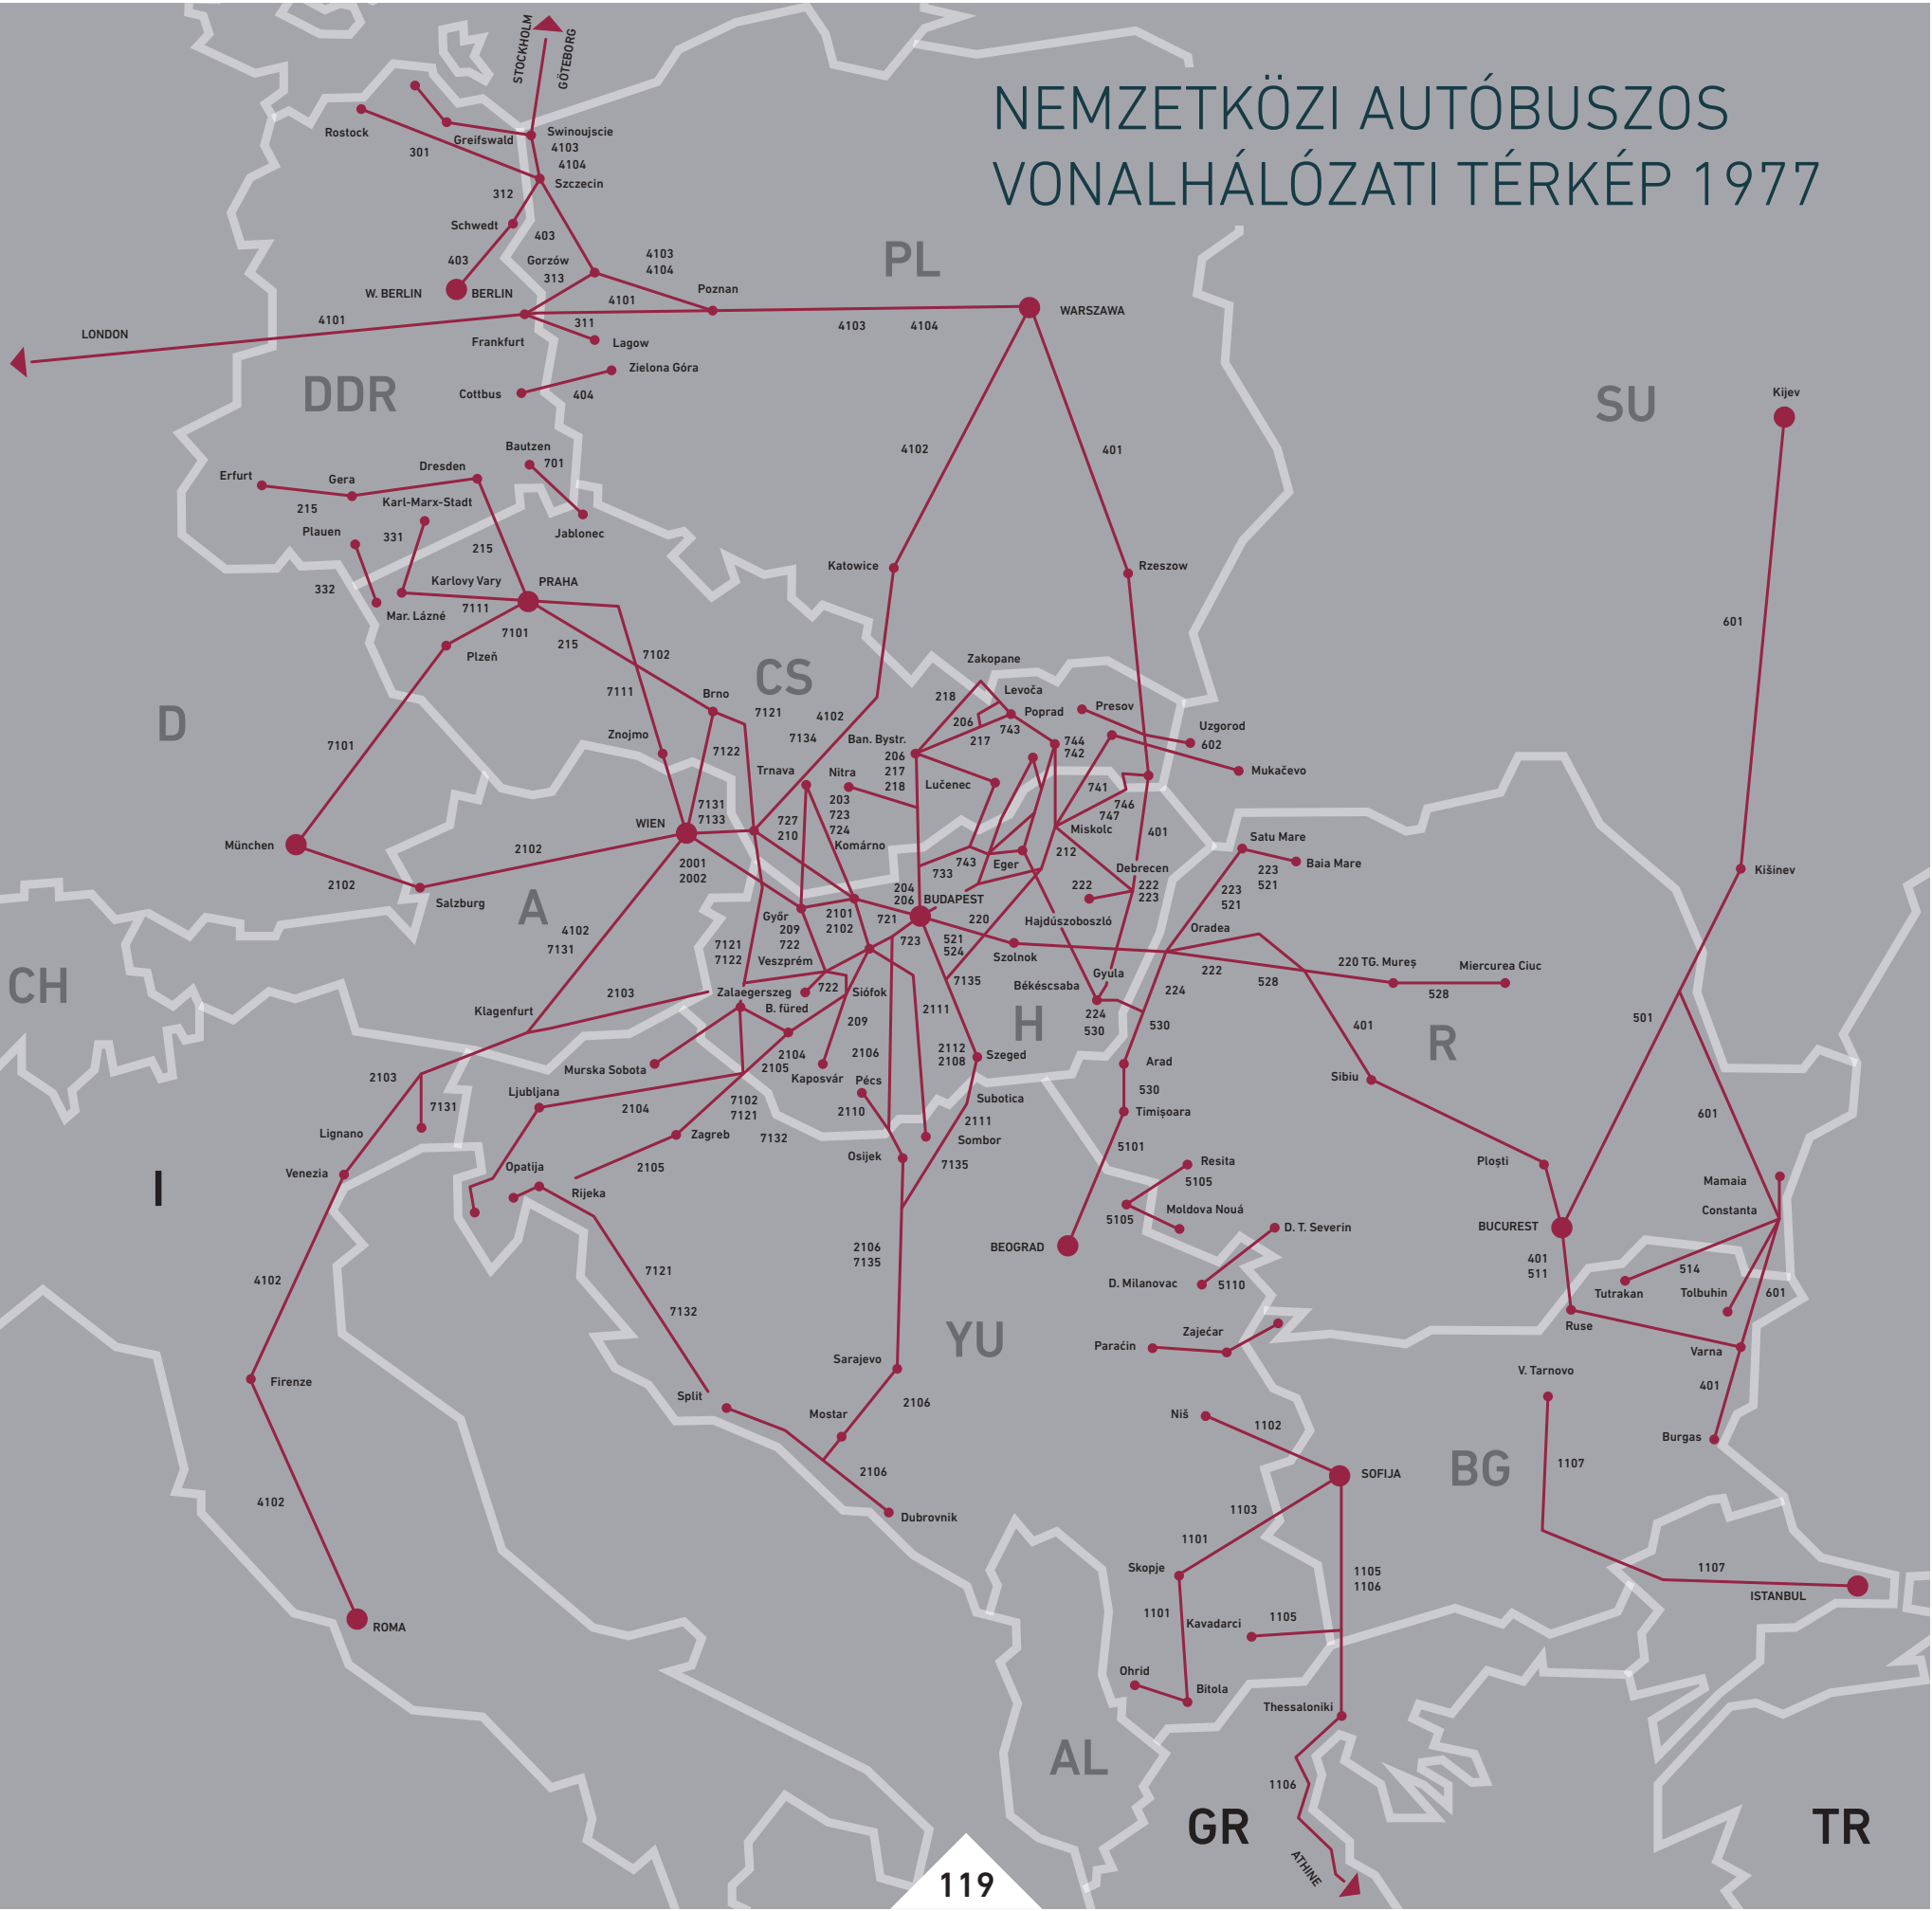 NEMZETKÖZI AUTÓBUSZOS
VONALHÁLÓZATI TÉRKÉP 1977
STOCKHOLM
GÖTEBORG
Rostock
Greifswald
Swinoujscie
4103
4104
301
Szczecin
312
Schwedt
403
403
Gorzów
313
4103
4104
PL
W. BERLIN
BERLIN
4101
Poznan
WARSZAWA
LONDON
4101
311
4103
4104
Frankfurt
Lagow
Zielona Góra
DDR
Cottbus
404
SU
Kijev
Bautzen
701
4102
401
Erfurt
Gera
Dresden
215
Karl-Marx-Stadt
Plauen
331
215
Jablonec
332
Karlovy Vary
PRAHA
Katowice
Rzeszow
Mar. Lázné
7111
7101
215
601
Plzeň
7102
CS
Zakopane
7111
Brno
218
Levoča
D
7121
4102
206
Poprad
Presov
Uzgorod
602
7101
Znojmo
7122
7134
Ban. Bystr.
206
217
218
217
743
744
742
Trnava
Nitra
Lučenec
Mukačevo
203
723
724
741
746
747
WIEN
7131
7133
727
210
Komárno
Miskolc
401
München
2102
2001
2002
743
733
Eger
212
Satu Mare
Baia Mare
Debrecen
223
521
Kišinev
2102
Salzburg
A
204
206
BUDAPEST
222
222
223
223
521
Győr
209
722
2101
2102
721
220
Hajdúszoboszló
4102
7131
7121
7122
Veszprém
723
521
524
Szolnok
Oradea
CH
7135
Gyula
222
528
220 TG. Mureș
Miercurea Ciuc
528
2103
Zalaegerszeg
722
Siófok
Békéscsaba
224
Klagenfurt
B. füred
209
2111
H
224
530
530
501
401
R
2103
Murska Sobota
2104
2105
Kaposvár
2106
Pécs
2112
2108
Szeged
Arad
530
Sibiu
7131
Ljubljana
2104
7102
7121
2110
Subotica
2111
Timișoara
601
Lignano
Zagreb
7132
Sombor
5101
Venezia
Opatija
2105
Osijek
7135
Resita
5105
Ploști
I
Rijeka
5105
Moldova Nouá
Mamaia
Constanta
2106
7135
BEOGRAD
D. T. Severin
BUCUREST
4102
7121
D. Milanovac
5110
401
511
514
7132
Tutrakan
Tolbuhin
601
YU
Zajećar
Ruse
Paraćin
Varna
Firenze
Sarajevo
V. Tarnovo
401
Split
2106
Mostar
Niš
1102
Burgas
4102
2106
SOFIJA
BG
1107
Dubrovnik
1103
1101
Skopje
1105
1106
1107
ISTANBUL
ROMA
1101
Kavadarci
1105
Ohrid
Bitola
Thessaloniki
AL
1106
GR
TR
ATHINE
119